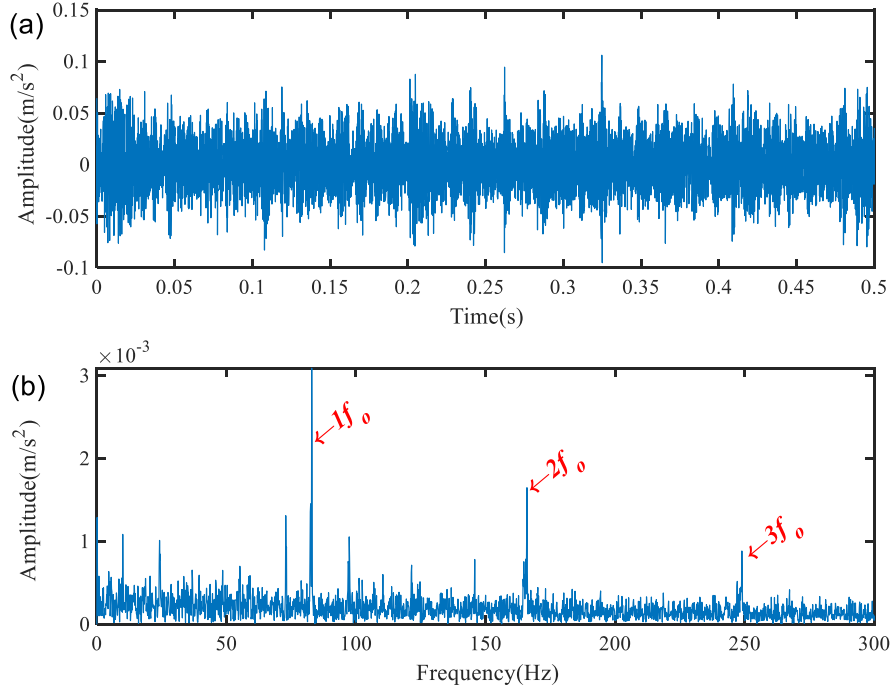 (a)
Amplitude(m/s²)
0.15
0.1
0.05
0
-0.05
-0.1
0 0.05 0.1 0.15 0.2 0.25 0.3 0.35 0.4 0.45 0.5
Time(s)
(b)
×10⁻³
Amplitude(m/s²)
3
2
1
0
←1f o
←2f o
←3f o
0 50 100 150 200 250 300
Frequency(Hz)